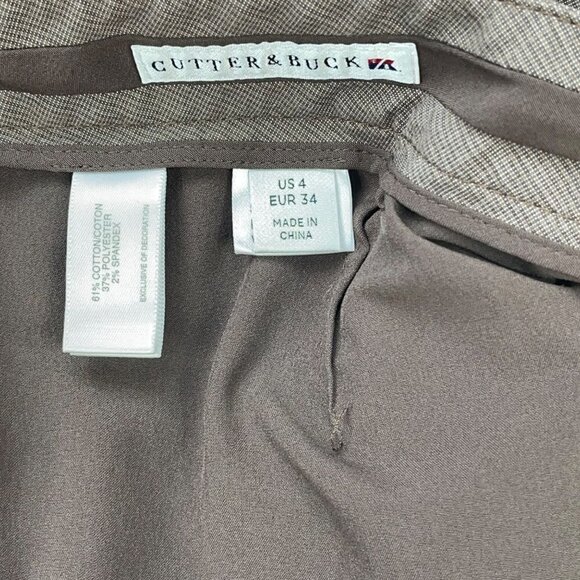 CUTTER & BUCK
US 4
EUR 34
MADE IN
CHINA
61% COTTON/COTON
37% POLYESTER
2% SPANDEX
EXCLUSIVE OF DECORATION